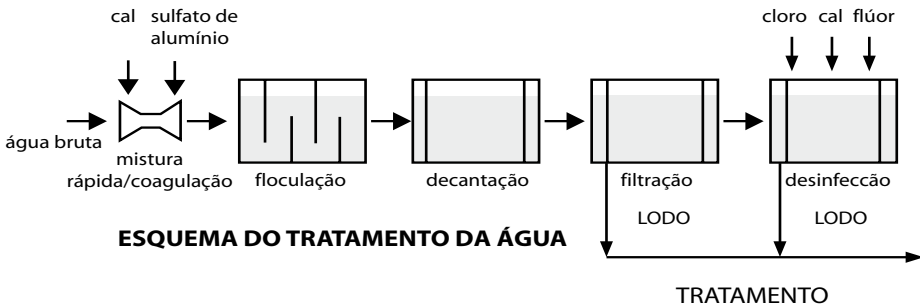 cal sulfato de alumínio
cloro cal flúor
água bruta
mistura rápida/coagulação
floculação
decantação
filtração
desinfeccão
LODO
LODO
ESQUEMA DO TRATAMENTO DA ÁGUA
TRATAMENTO